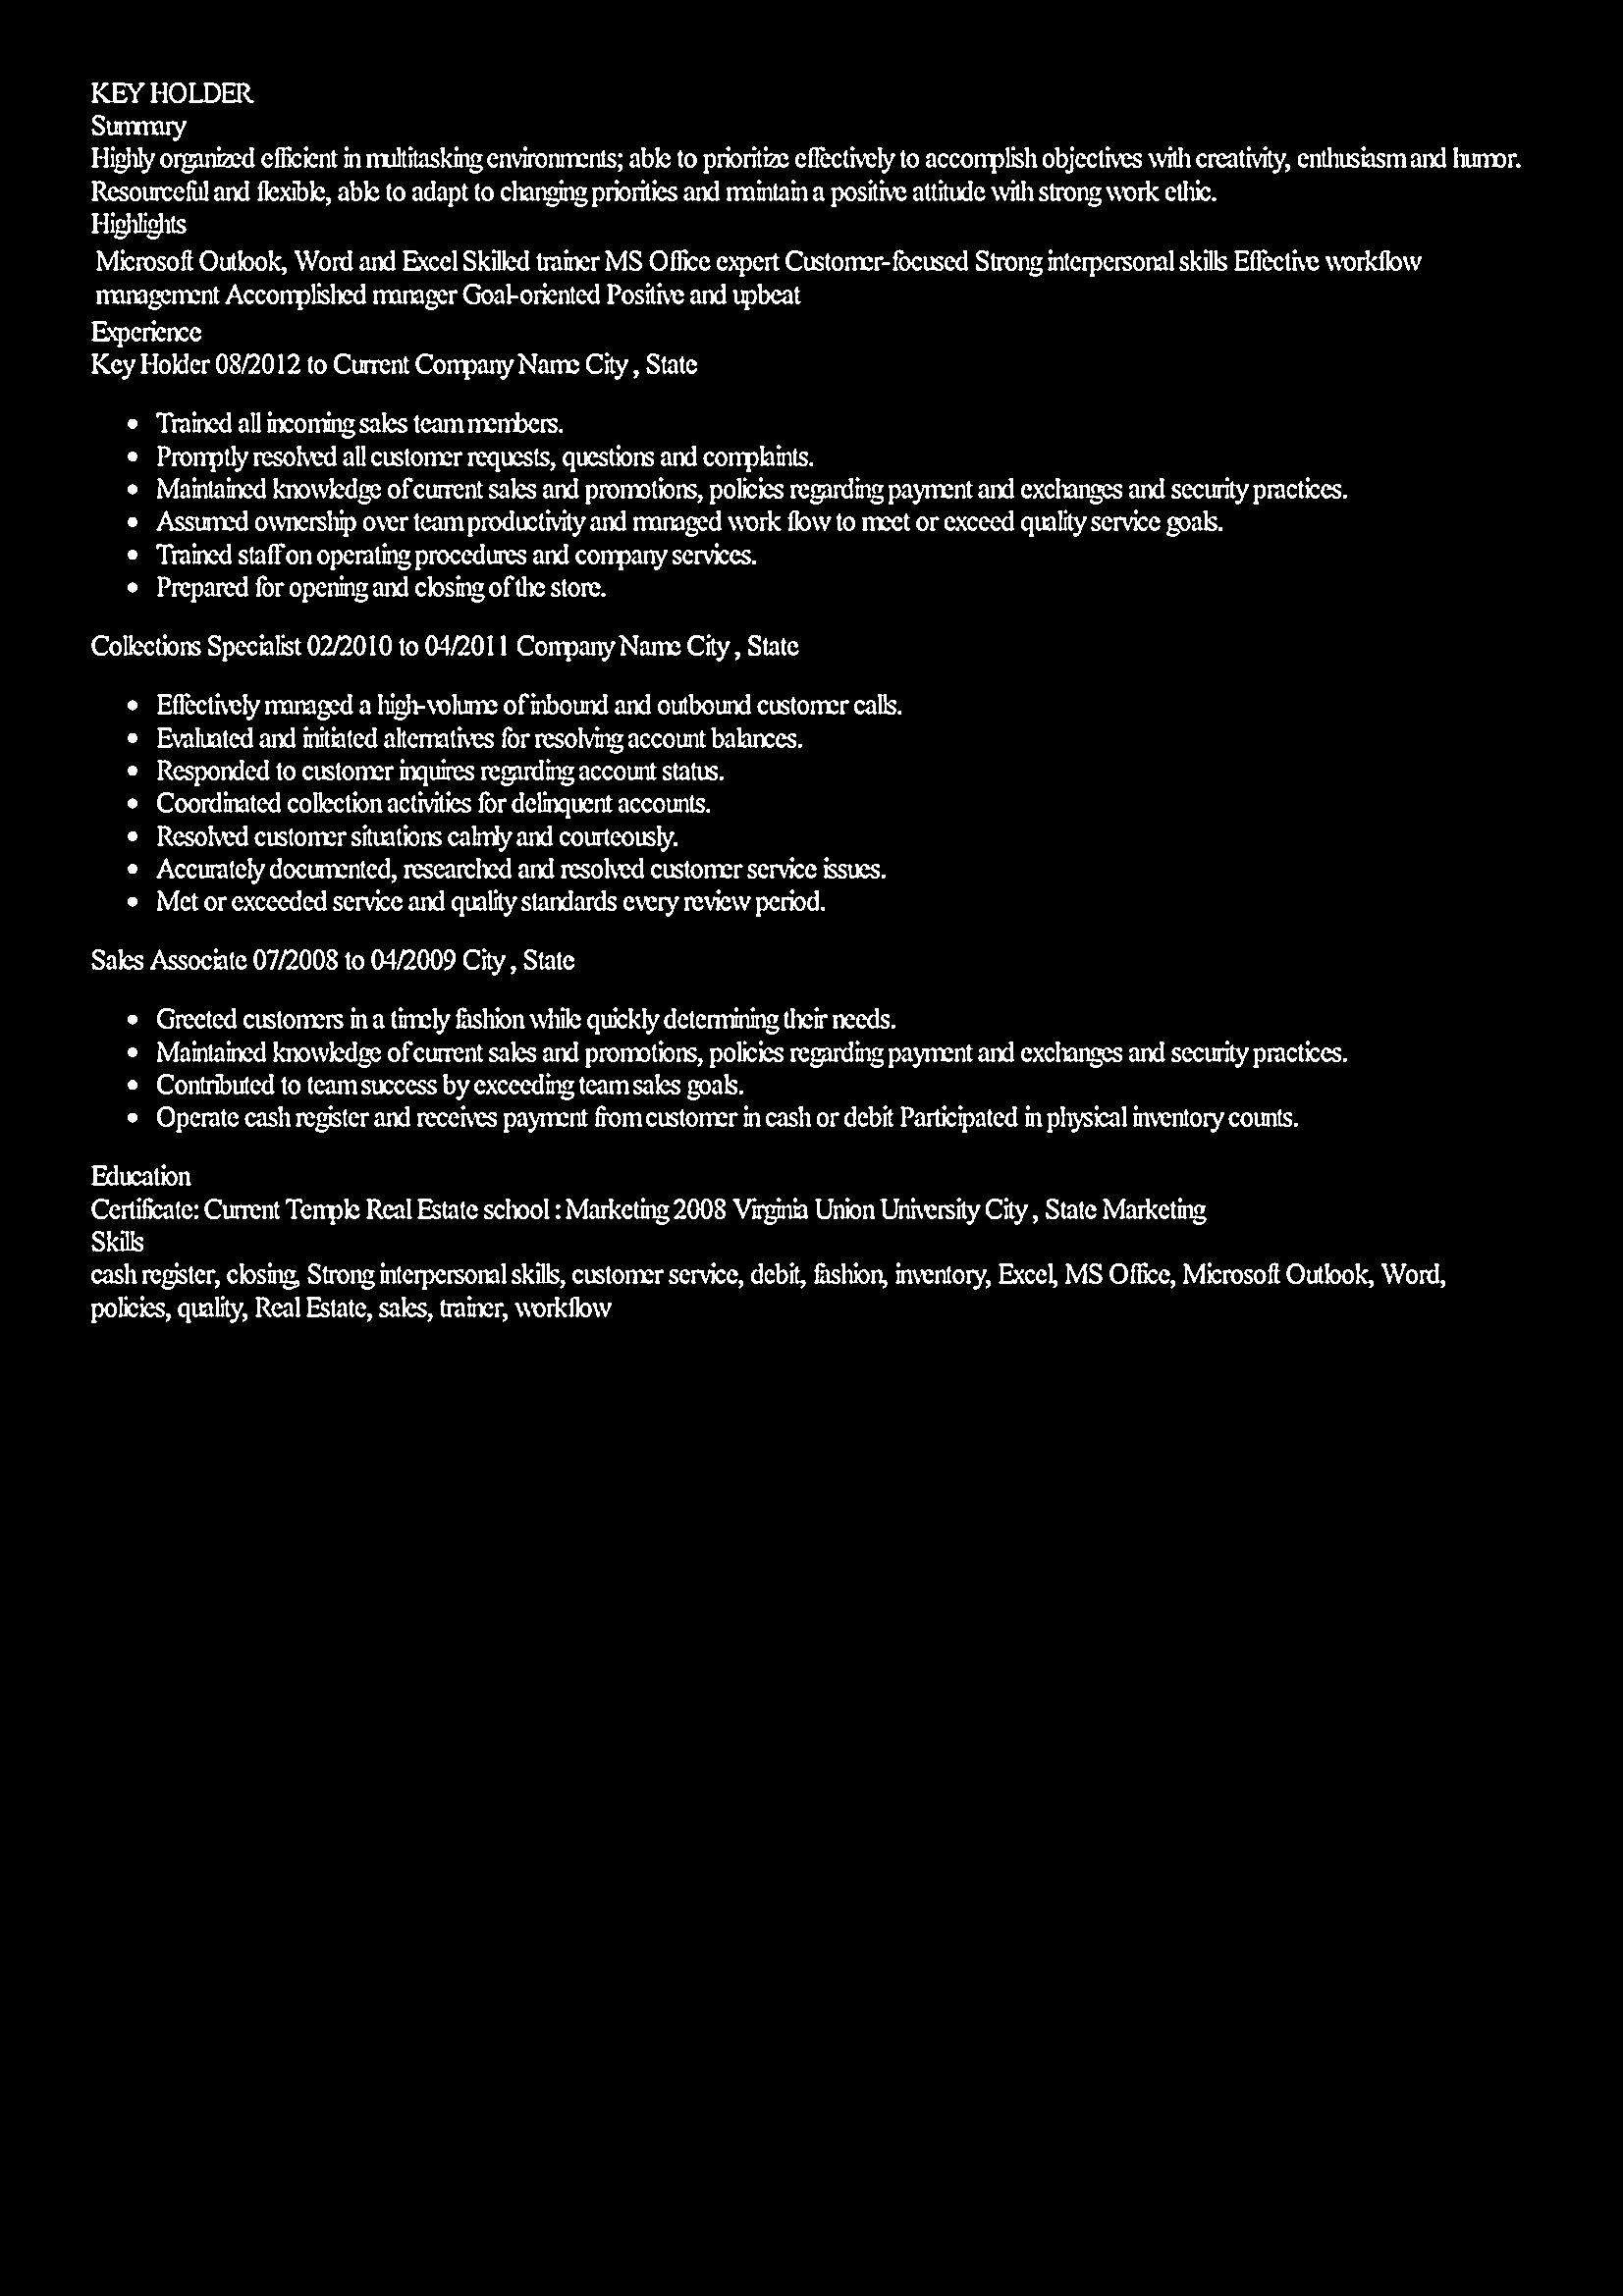 KEY HOLDER
Summary
Highly organized efficient in multitasking environments; able to prioritize effectively to accomplish objectives with creativity, enthusiasm and humor.
Resourceful and flexible, able to adapt to changing priorities and maintain a positive attitude with strong work ethic.
Highlights
Microsoft Outlook, Word and Excel Skilled trainer MS Office expert Customer-focused Strong interpersonal skills Effective workflow
management Accomplished manager Goal-oriented Positive and upbeat
Experience
Key Holder 08/2012 to Current Company Name City , State
• Trained all incoming sales team members.
• Promptly resolved all customer requests, questions and complaints.
• Maintained knowledge of current sales and promotions, policies regarding payment and exchanges and security practices.
• Assumed ownership over team productivity and managed work flow to meet or exceed quality service goals.
• Trained staff on operating procedures and company services.
• Prepared for opening and closing of the store.
Collections Specialist 02/2010 to 04/2011 Company Name City , State
• Effectively managed a high-volume of inbound and outbound customer calls.
• Evaluated and initiated alternatives for resolving account balances.
• Responded to customer inquires regarding account status.
• Coordinated collection activities for delinquent accounts.
• Resolved customer situations calmly and courteously.
• Accurately documented, researched and resolved customer service issues.
• Met or exceeded service and quality standards every review period.
Sales Associate 07/2008 to 04/2009 City , State
• Greeted customers in a timely fashion while quickly determining their needs.
• Maintained knowledge of current sales and promotions, policies regarding payment and exchanges and security practices.
• Contributed to team success by exceeding team sales goals.
• Operate cash register and receives payment from customer in cash or debit Participated in physical inventory counts.
Education
Certificate: Current Temple Real Estate school : Marketing 2008 Virginia Union University City , State Marketing
Skills
cash register, closing, Strong interpersonal skills, customer service, debit, fashion, inventory, Excel, MS Office, Microsoft Outlook, Word,
policies, quality, Real Estate, sales, trainer, workflow